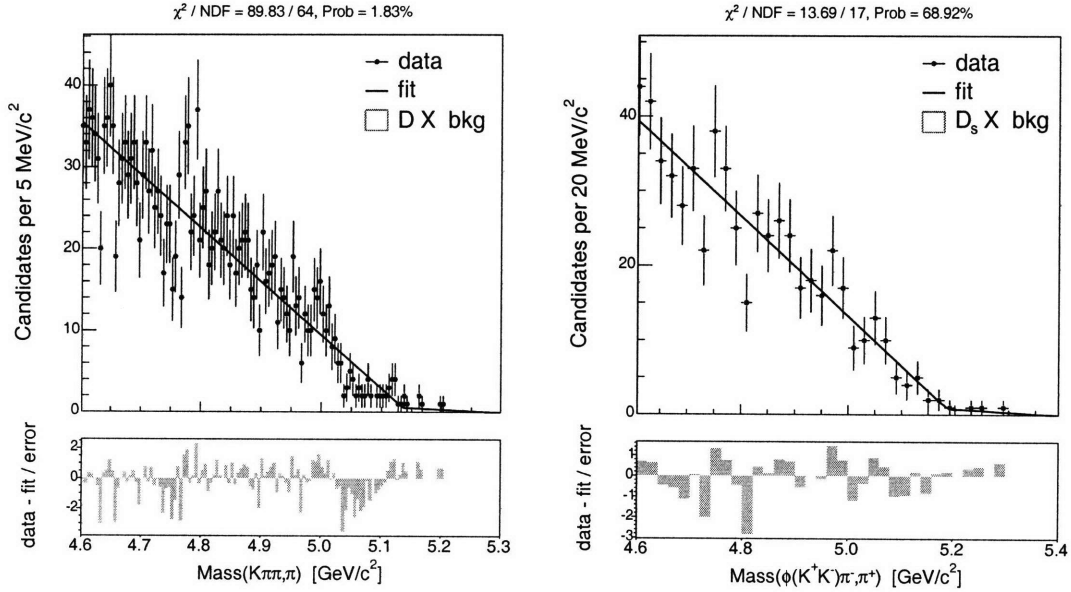 χ² / NDF = 89.83 / 64, Prob = 1.83%
Candidates per 5 MeV/c²
40
30
20
10
0
data
fit
D X bkg
data - fit / error
2
0
-2
4.6 4.7 4.8 4.9 5.0 5.1 5.2 5.3
Mass(Kππ,π) [GeV/c²]
χ² / NDF = 13.69 / 17, Prob = 68.92%
Candidates per 20 MeV/c²
40
20
0
data
fit
Dₛ X bkg
data - fit / error
1
0
-1
-2
-3
4.6 4.8 5.0 5.2 5.4
Mass(φ(K⁺K⁻)π⁻,π⁺) [GeV/c²]